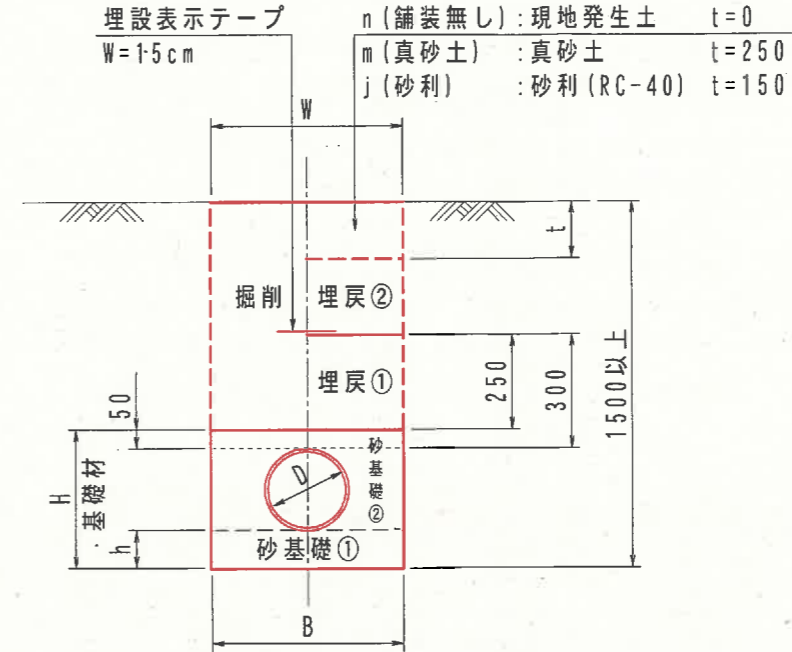 埋設表示テープ
W=15cm
n(舗装無し):現地発生土 t=0
m(真砂土) :真砂土 t=250
j(砂利) :砂利(RC-40) t=150
W
t
掘削
埋戻②
埋戻①
250
300
1500以上
50
H
基礎材
h
D
砂基礎②
砂基礎①
B